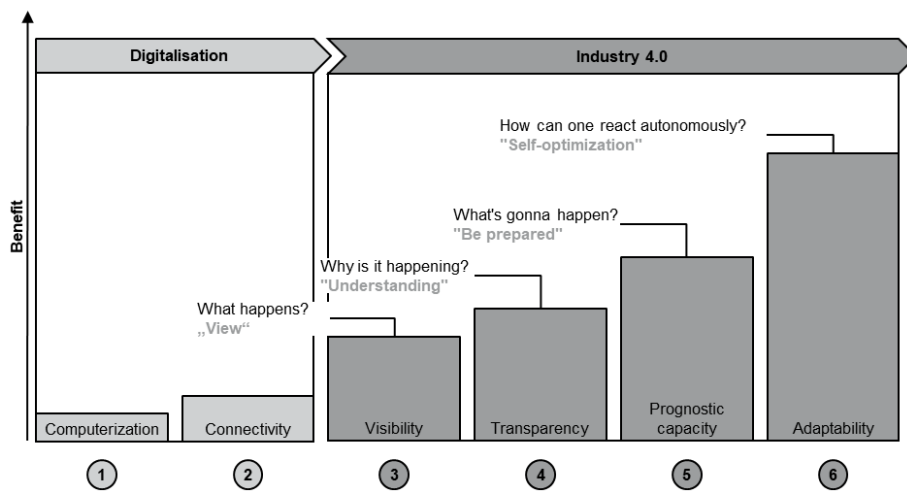 Digitalisation
Industry 4.0
How can one react autonomously?
"Self-optimization"
What's gonna happen?
"Be prepared"
Why is it happening?
"Understanding"
What happens?
„View“
Benefit
Computerization
Connectivity
Visibility
Transparency
Prognostic
capacity
Adaptability
1
2
3
4
5
6